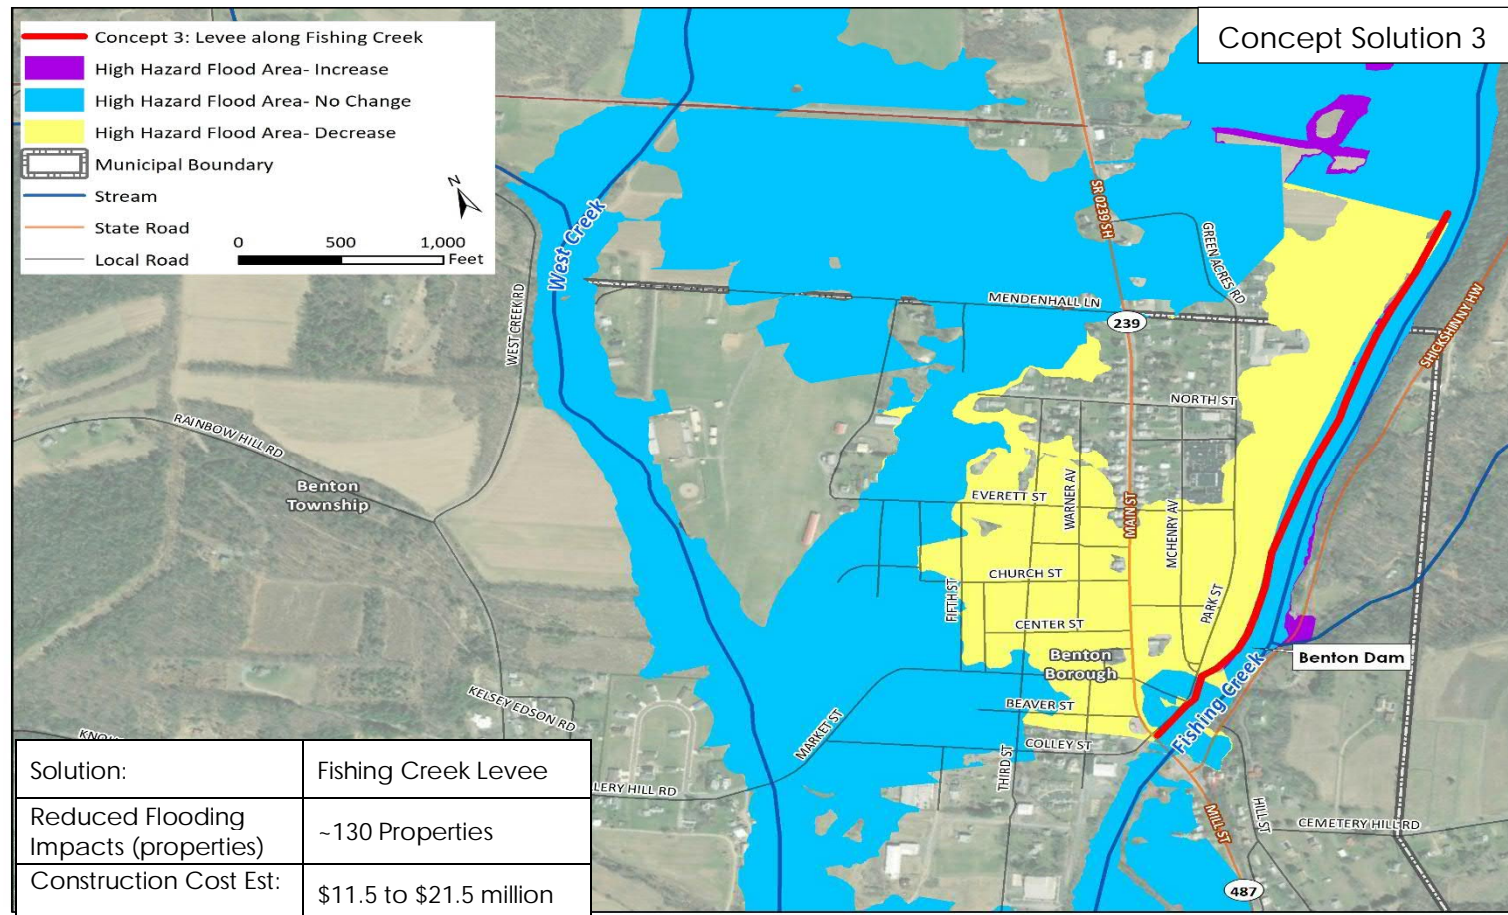 Concept Solution 3
Concept 3: Levee along Fishing Creek
High Hazard Flood Area- Increase
High Hazard Flood Area- No Change
High Hazard Flood Area- Decrease
Municipal Boundary
Stream
State Road
Local Road
N
0 500 1,000
Feet
West Creek
SR 0239 SH
GREEN ACRES RD
WEST CREEK RD
MENDENHALL LN
239
SHICKSHINNY HW
NORTH ST
RAINBOW HILL RD
Benton
Township
EVERETT ST
WARNER AV
MAIN ST
MCHENRY AV
CHURCH ST
FIFTH ST
PARK ST
CENTER ST
Benton
Borough
Benton Dam
Fishing Creek
KELSEY EDSON RD
BEAVER ST
MARKET ST
COLLEY ST
THIRD ST
LERY HILL RD
MILL ST
HILL ST
CEMETERY HILL RD
487
Solution: Fishing Creek Levee
Reduced Flooding
Impacts (properties) ~130 Properties
Construction Cost Est: $11.5 to $21.5 million